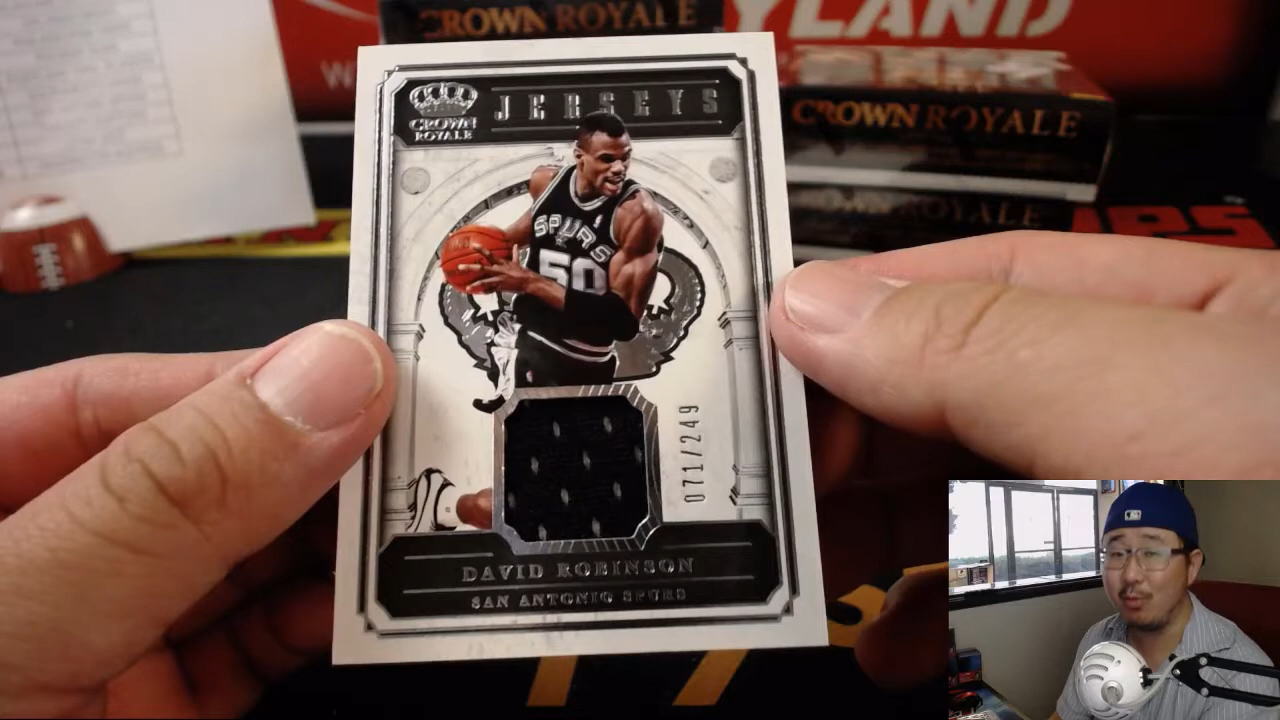 CROWN ROYALE
YLAND
W
CROWN ROYALE
CROWN ROYALE
CROWN
ROYALE
JERSEYS
SPURS
50
071/249
DAVID ROBINSON
SAN ANTONIO SPURS